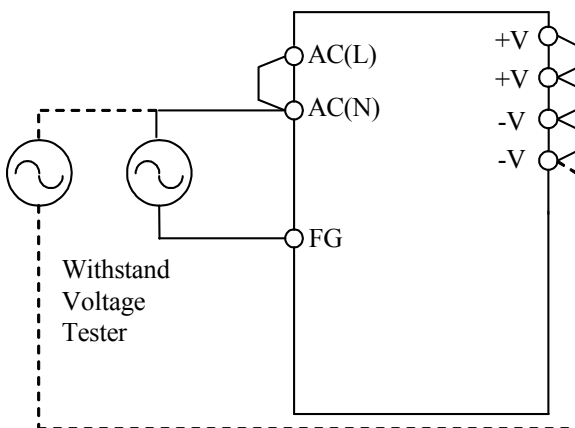 AC(L)
AC(N)
FG
+V
+V
-V
-V
Withstand
Voltage
Tester